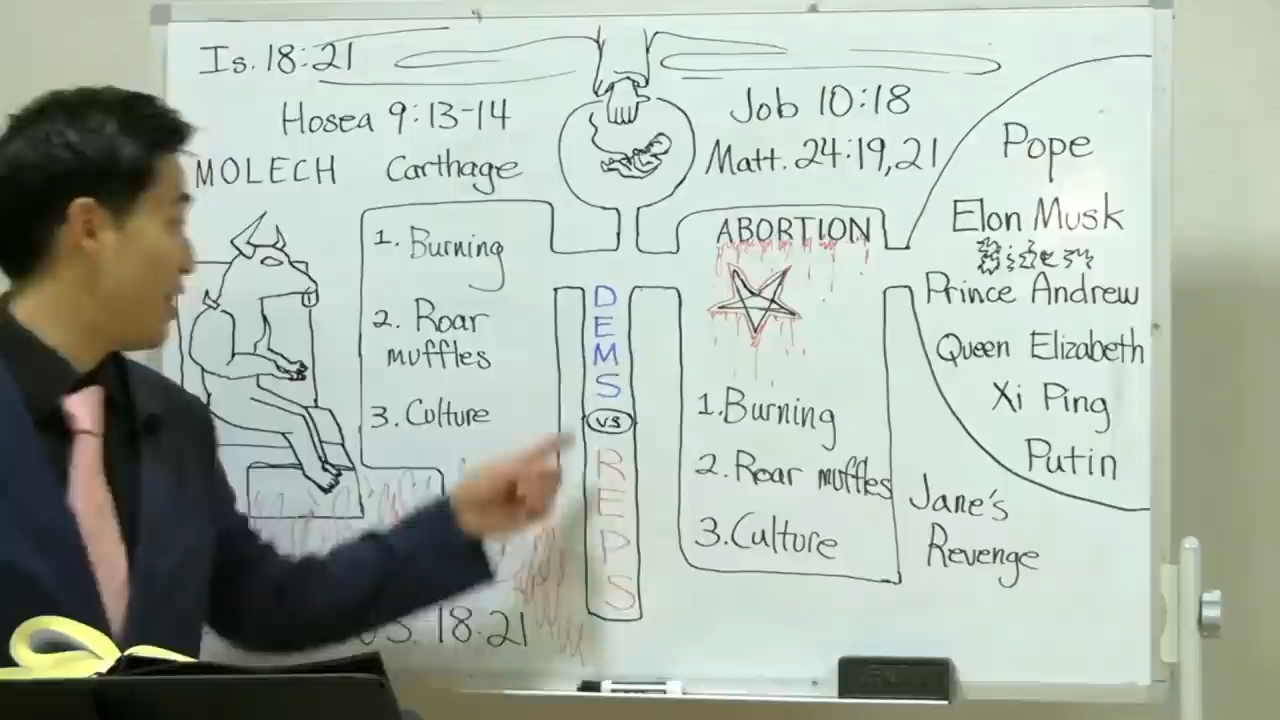 Is. 18:21
Hosea 9:13-14
MOLECH Carthage
1. Burning
2. Roar
muffles
3. Culture
18:21
DEMS
VS
REPS
Job 10:18
Matt. 24:19,21
ABORTION
1. Burning
2. Roar muffles
3. Culture
Pope
Elon Musk
Prince Andrew
Queen Elizabeth
Xi Ping
Putin
Jane's
Revenge